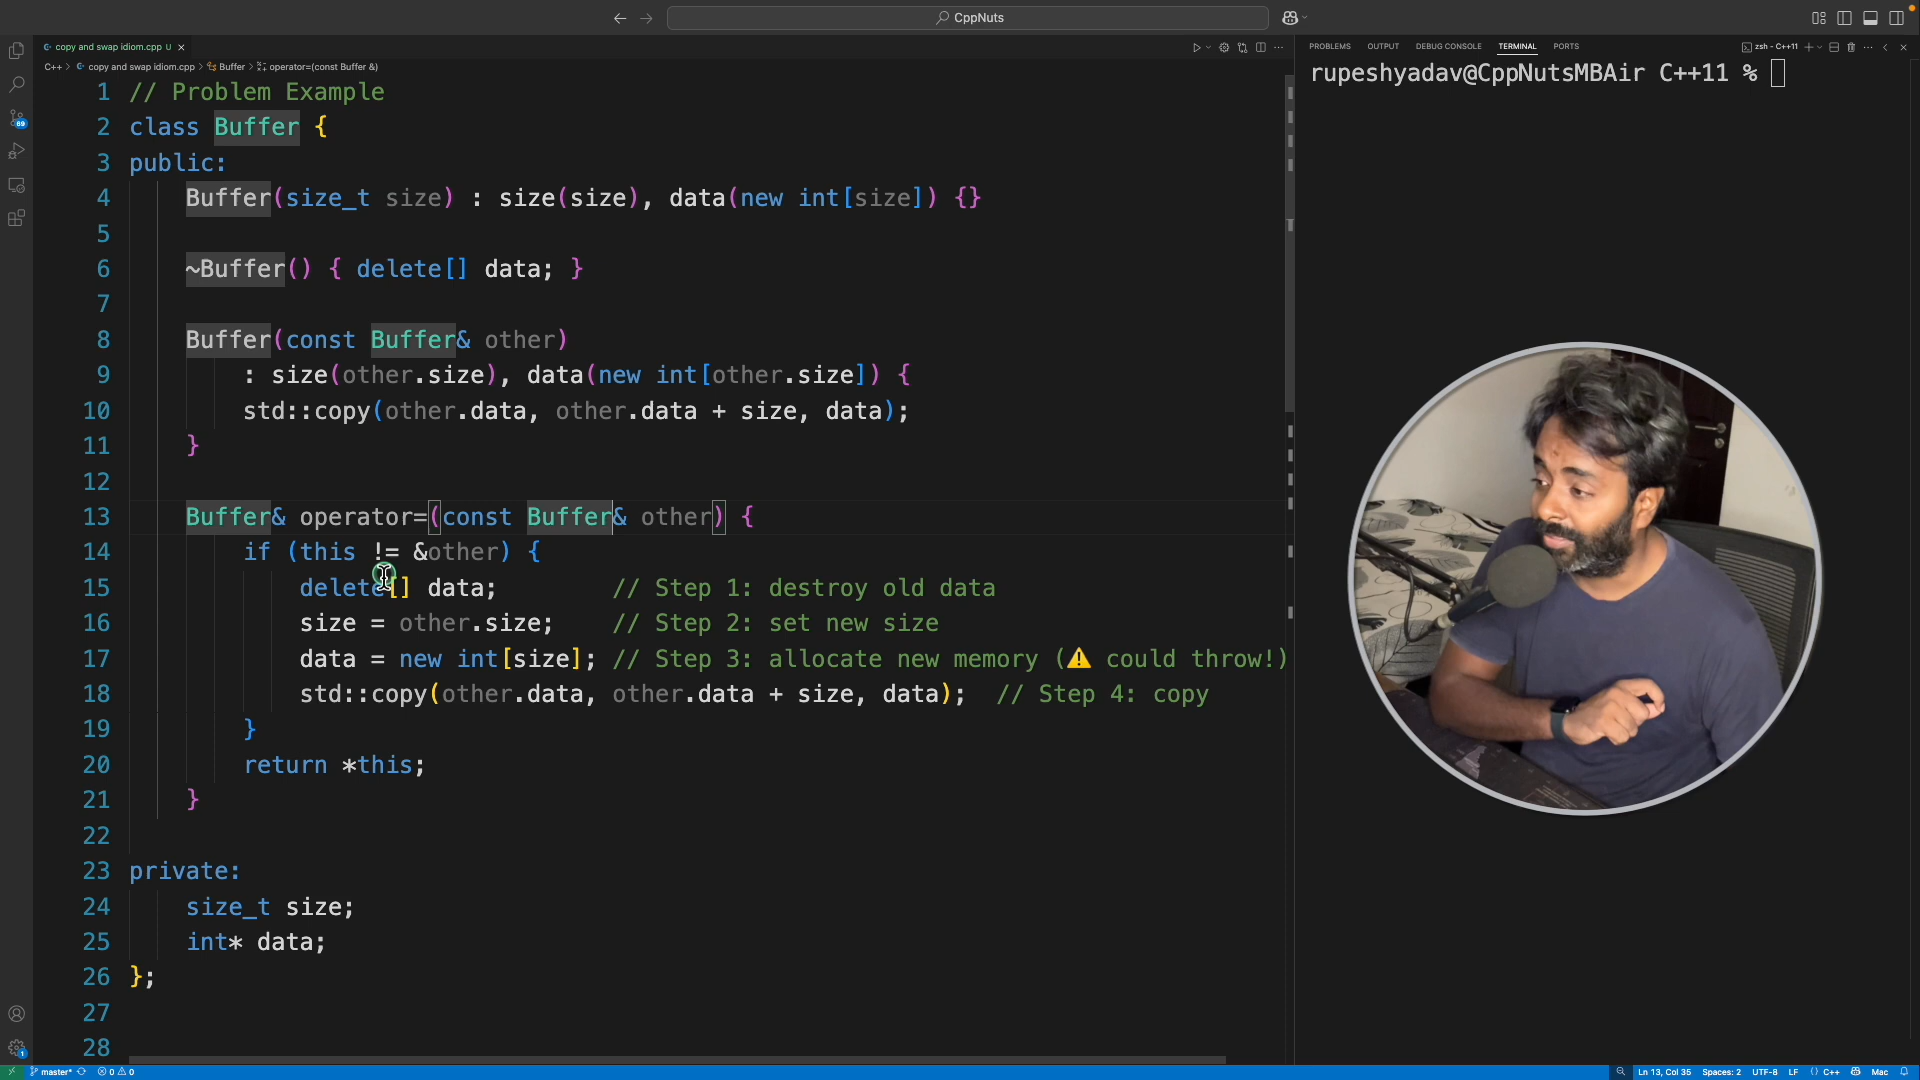 CppNuts
copy and swap idiom.cpp U
C++ > copy and swap idiom.cpp > Buffer > operator=(const Buffer &)
PROBLEMS OUTPUT DEBUG CONSOLE TERMINAL PORTS
zsh - C++11
rupeshyadav@CppNutsMBAir C++11 %
1 // Problem Example
2 class Buffer {
3 public:
4 Buffer(size_t size) : size(size), data(new int[size]) {}
5
6 ~Buffer() { delete[] data; }
7
8 Buffer(const Buffer& other)
9 : size(other.size), data(new int[other.size]) {
10 std::copy(other.data, other.data + size, data);
11 }
12
13 Buffer& operator=(const Buffer& other) {
14 if (this != &other) {
15 delete[] data; // Step 1: destroy old data
16 size = other.size; // Step 2: set new size
17 data = new int[size]; // Step 3: allocate new memory (⚠️ could throw!)
18 std::copy(other.data, other.data + size, data); // Step 4: copy
19 }
20 return *this;
21 }
22
23 private:
24 size_t size;
25 int* data;
26 };
27
28
69
1
master* 0 0
Ln 13, Col 35 Spaces: 2 UTF-8 LF {} C++ Mac